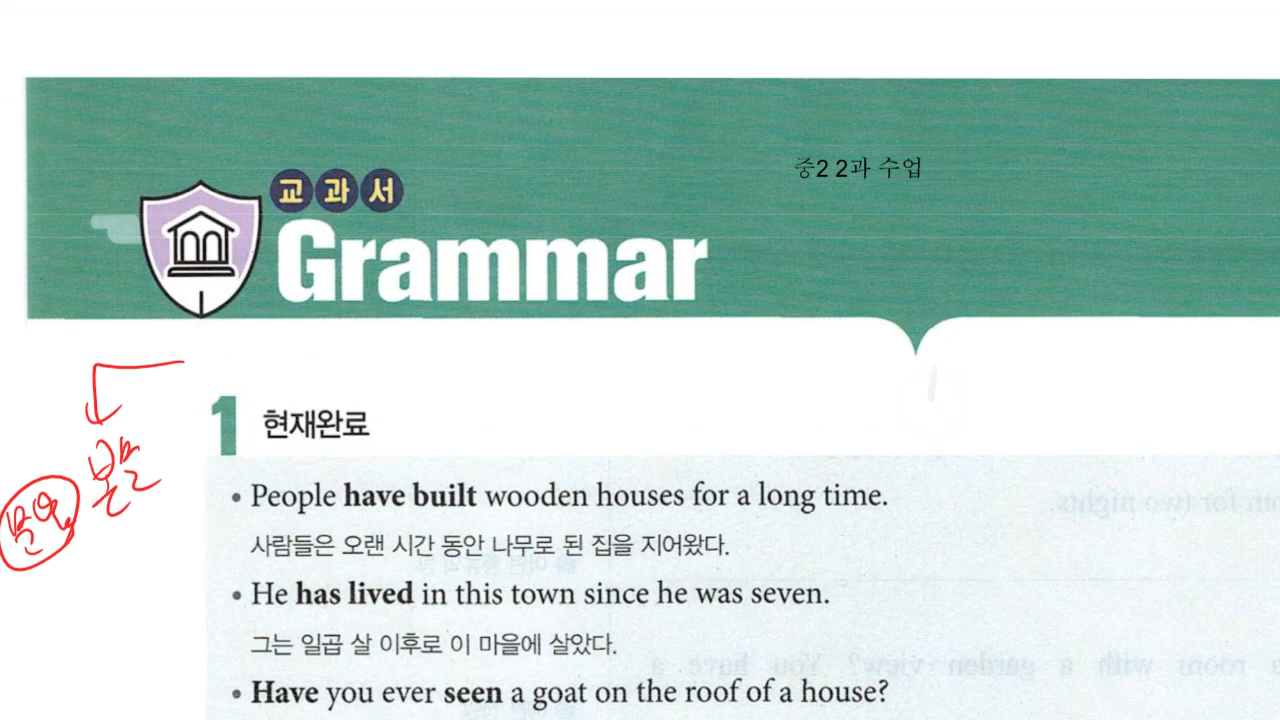 중2 2과 수업
교과서
Grammar
1 현재완료
• People have built wooden houses for a long time.
사람들은 오랜 시간 동안 나무로 된 집을 지어왔다.
• He has lived in this town since he was seven.
그는 일곱 살 이후로 이 마을에 살았다.
• Have you ever seen a goat on the roof of a house?